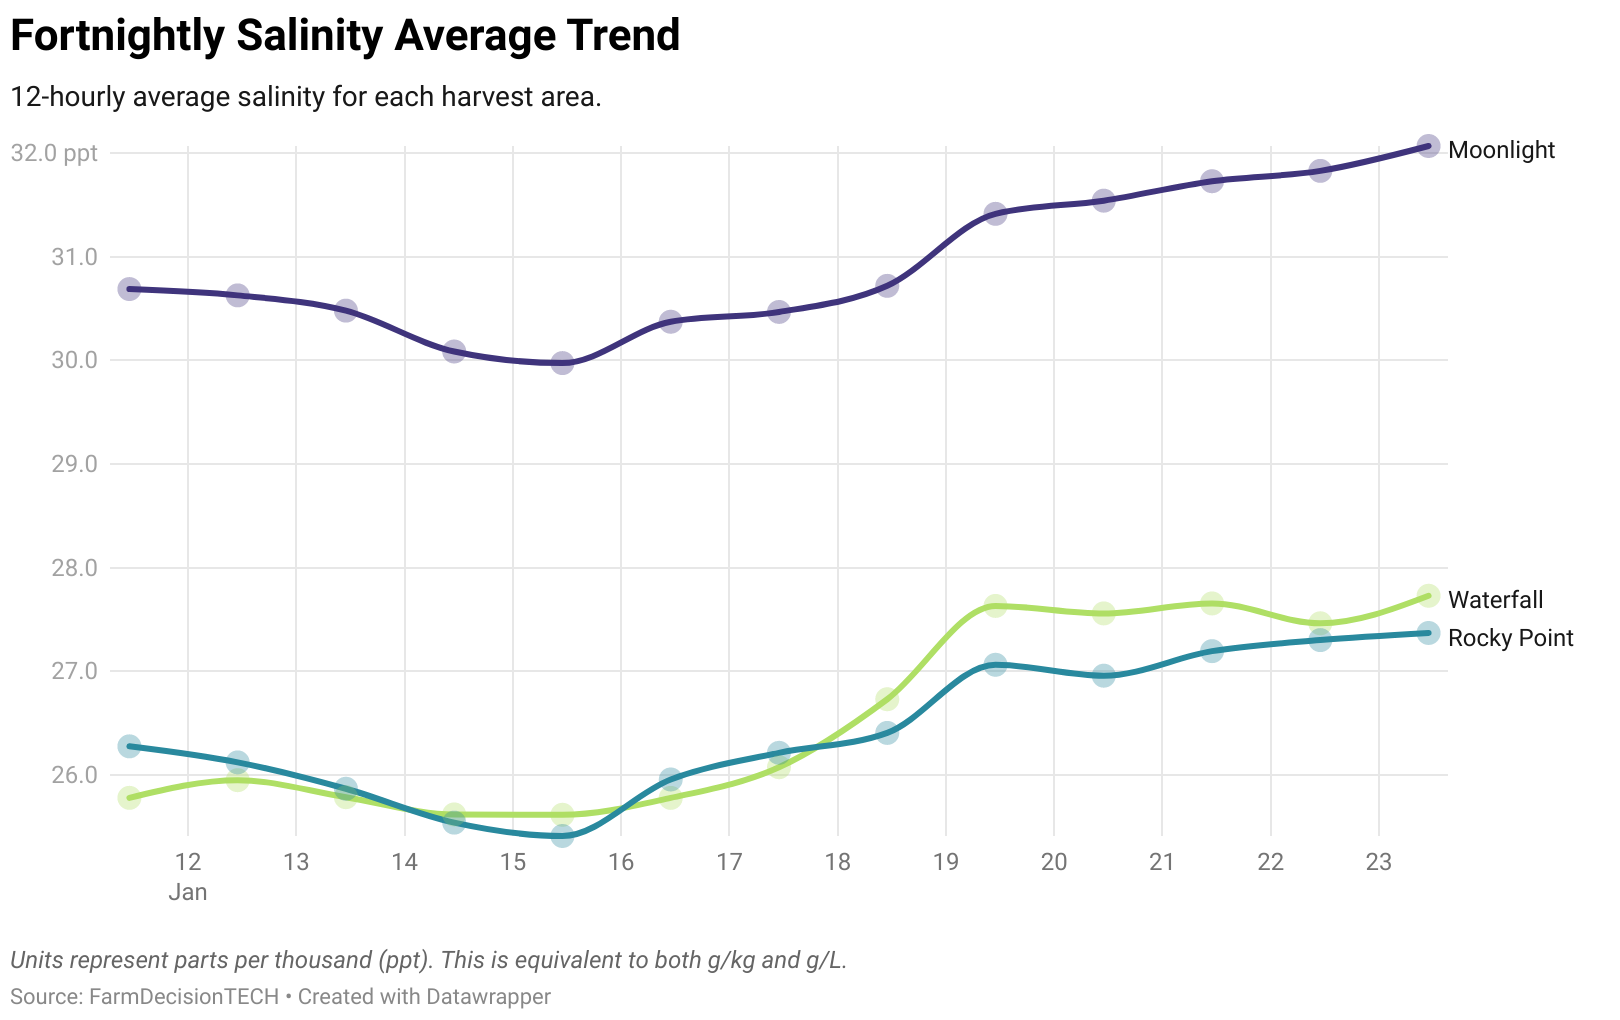 Fortnightly Salinity Average Trend
12-hourly average salinity for each harvest area.
32.0 ppt
31.0
30.0
29.0
28.0
27.0
26.0
Moonlight
Waterfall
Rocky Point
12 13 14 15 16 17 18 19 20 21 22 23
Jan
Units represent parts per thousand (ppt). This is equivalent to both g/kg and g/L.
Source: FarmDecisionTECH • Created with Datawrapper